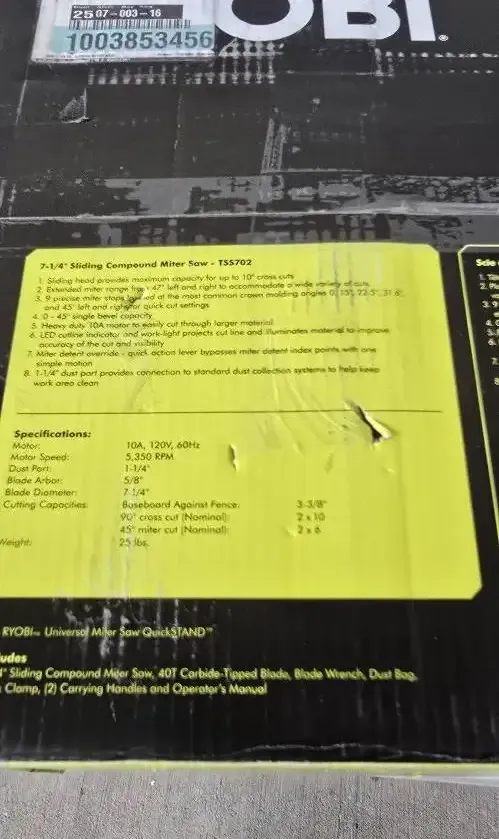 25 07-003-16
1003853456
OBI.
7-1/4" Sliding Compound Miter Saw - TSS702
1. Sliding head provides maximum capacity for up to 10" cross cuts
2. Extended miter range 47° left and right to accommodate a wide variety of cuts
3. 9 precise miter stops at the most common crown molding angles 0, 15°, 22.5°, 31.6°,
and 45° left and right for quick cut settings
4. 0 - 45° single bevel capacity
5. Heavy duty 10A motor to easily cut through larger material
6. LED cutline indicator and work-light projects cut line and illuminates material to improve
accuracy of the cut and visibility
7. Miter detent override - quick action lever bypasses miter detent index points with one
simple motion
8. 1-1/4" dust port provides connection to standard dust collection systems to help keep
work area clean
Specifications:
Motor: 10A, 120V, 60Hz
Motor Speed: 5,350 RPM
Dust Port: 1-1/4"
Blade Arbor: 5/8"
Blade Diameter: 7-1/4"
Cutting Capacities: Baseboard Against Fence: 3-3/8"
90° cross cut (Nominal): 2 x 10
45° miter cut (Nominal): 2 x 6
Weight: 25 lbs.
RYOBI™ Universal Miter Saw QuickSTAND™
udes
" Sliding Compound Miter Saw, 40T Carbide-Tipped Blade, Blade Wrench, Dust Bag,
Clamp, (2) Carrying Handles and Operator's Manual